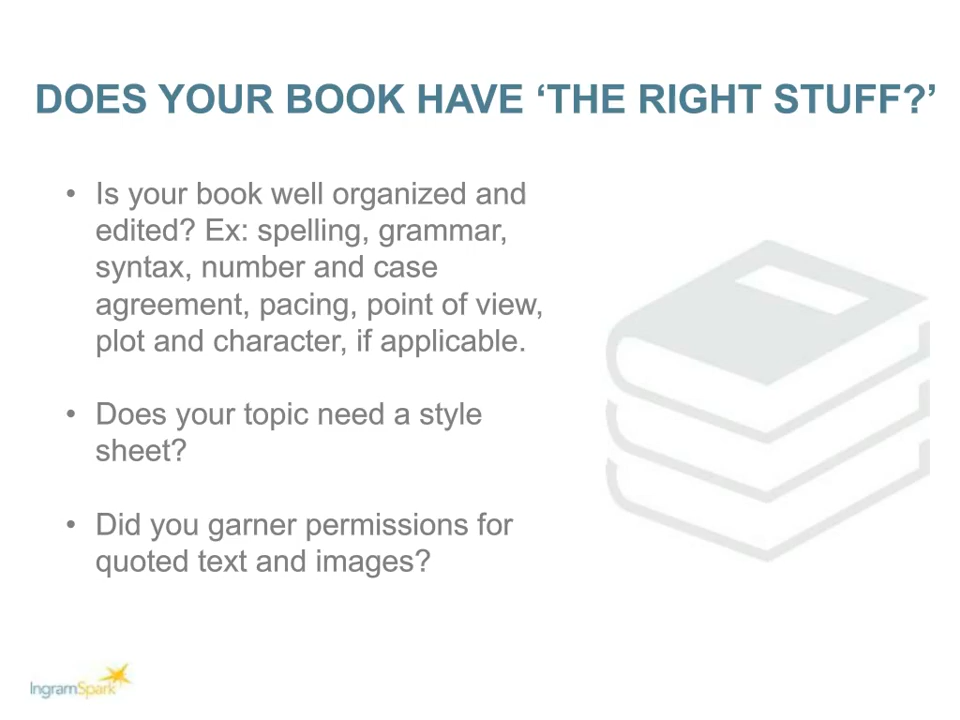 DOES YOUR BOOK HAVE ‘THE RIGHT STUFF?’
• Is your book well organized and
edited? Ex: spelling, grammar,
syntax, number and case
agreement, pacing, point of view,
plot and character, if applicable.
• Does your topic need a style
sheet?
• Did you garner permissions for
quoted text and images?
IngramSpark